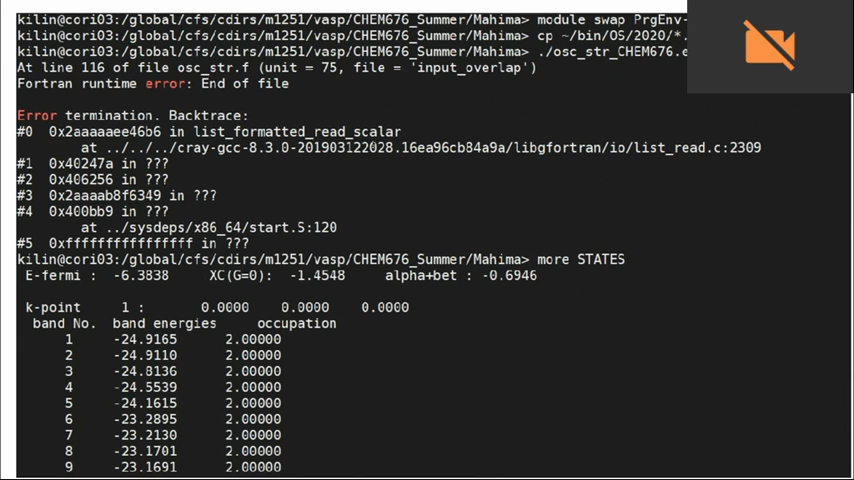 kilin@cori03:/global/cfs/cdirs/m1251/vasp/CHEM676_Summer/Mahima> module swap PrgEnv-
kilin@cori03:/global/cfs/cdirs/m1251/vasp/CHEM676_Summer/Mahima> cp ~/bin/OS/2020/*.
kilin@cori03:/global/cfs/cdirs/m1251/vasp/CHEM676_Summer/Mahima> ./osc_str_CHEM676.e
At line 116 of file osc_str.f (unit = 75, file = 'input_overlap')
Fortran runtime error: End of file
Error termination. Backtrace:
#0 0x2aaaaaee46b6 in list_formatted_read_scalar
at ../../../cray-gcc-8.3.0-201903122028.16ea96cb84a9a/libgfortran/io/list_read.c:2309
#1 0x40247a in ???
#2 0x406256 in ???
#3 0x2aaaab8f6349 in ???
#4 0x400bb9 in ???
at ../sysdeps/x86_64/start.S:120
#5 0xffffffffffffffff in ???
kilin@cori03:/global/cfs/cdirs/m1251/vasp/CHEM676_Summer/Mahima> more STATES
E-fermi : -6.3838 XC(G=0): -1.4548 alpha+bet : -0.6946
k-point 1 : 0.0000 0.0000 0.0000
band No. band energies occupation
1 -24.9165 2.00000
2 -24.9110 2.00000
3 -24.8136 2.00000
4 -24.5539 2.00000
5 -24.1615 2.00000
6 -23.2895 2.00000
7 -23.2130 2.00000
8 -23.1701 2.00000
9 -23.1691 2.00000